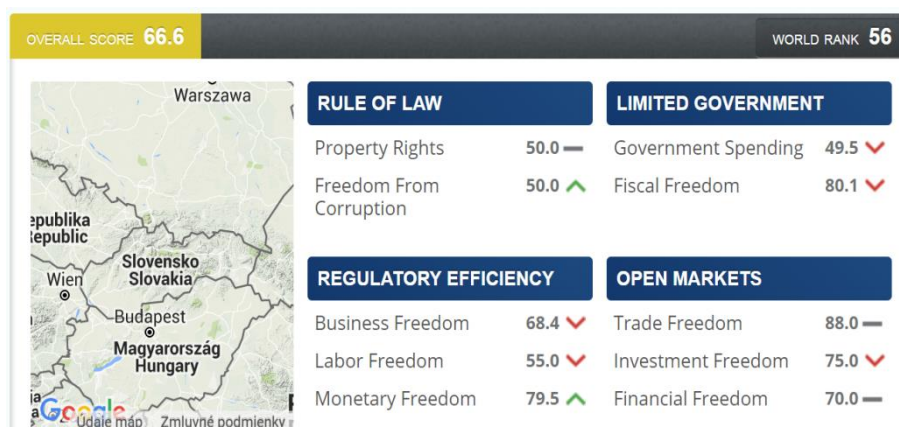 OVERALL SCORE 66.6
WORLD RANK 56
Warszawa
epublika
Republic
Slovensko
Slovakia
Wien
Budapest
Magyarország
Hungary
Google
Údaje máp Zmluvné podmienky
RULE OF LAW
Property Rights 50.0
Freedom From 50.0
Corruption
LIMITED GOVERNMENT
Government Spending 49.5
Fiscal Freedom 80.1
REGULATORY EFFICIENCY
Business Freedom 68.4
Labor Freedom 55.0
Monetary Freedom 79.5
OPEN MARKETS
Trade Freedom 88.0
Investment Freedom 75.0
Financial Freedom 70.0